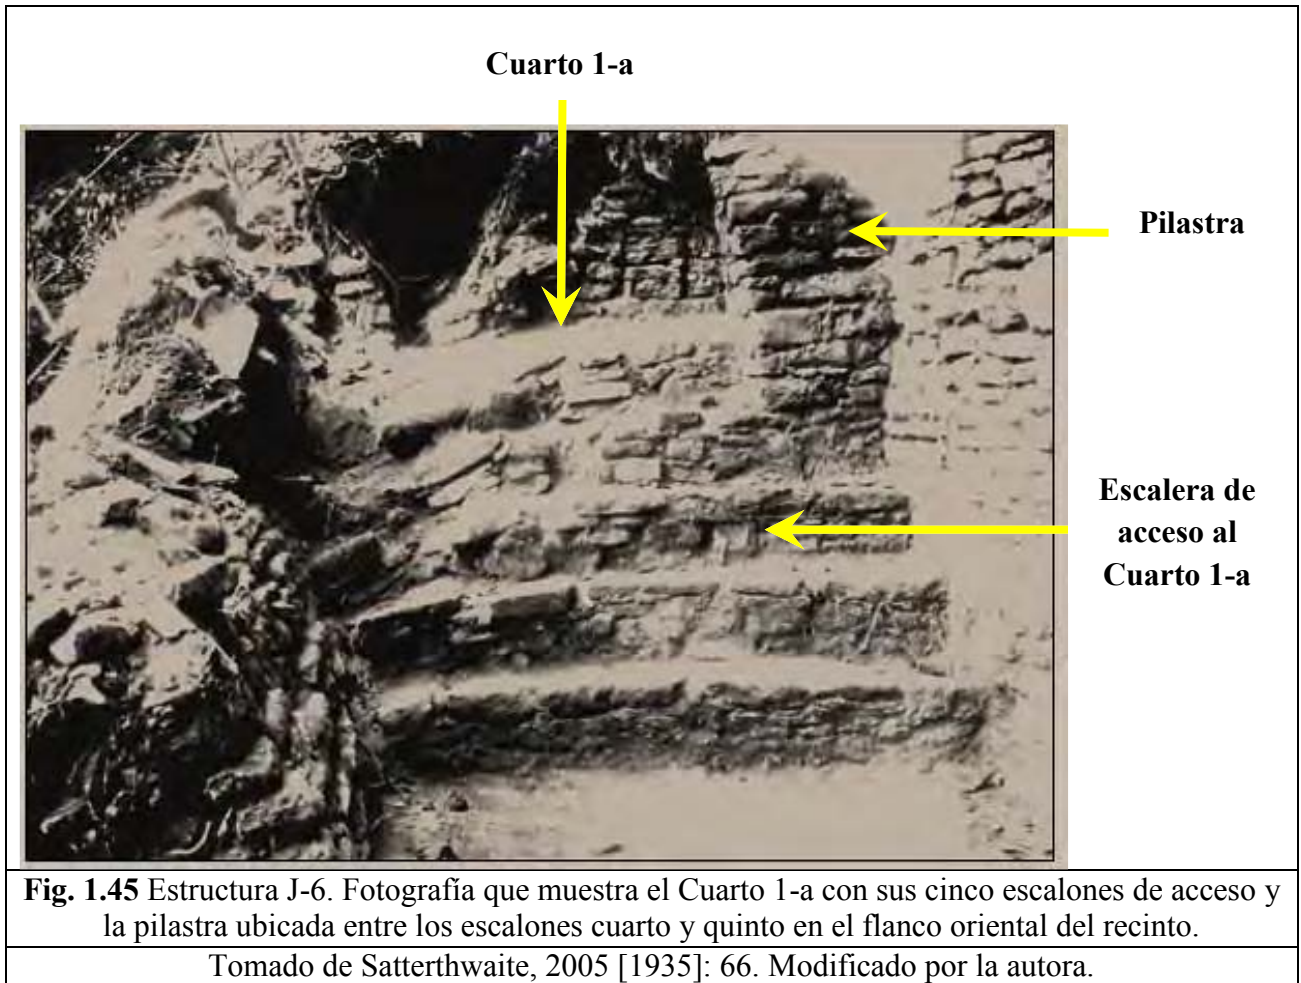 Cuarto 1-a
Pilastra
Escalera de
acceso al
Cuarto 1-a
Fig. 1.45 Estructura J-6. Fotografía que muestra el Cuarto 1-a con sus cinco escalones de acceso y
la pilastra ubicada entre los escalones cuarto y quinto en el flanco oriental del recinto.
Tomado de Satterthwaite, 2005 [1935]: 66. Modificado por la autora.